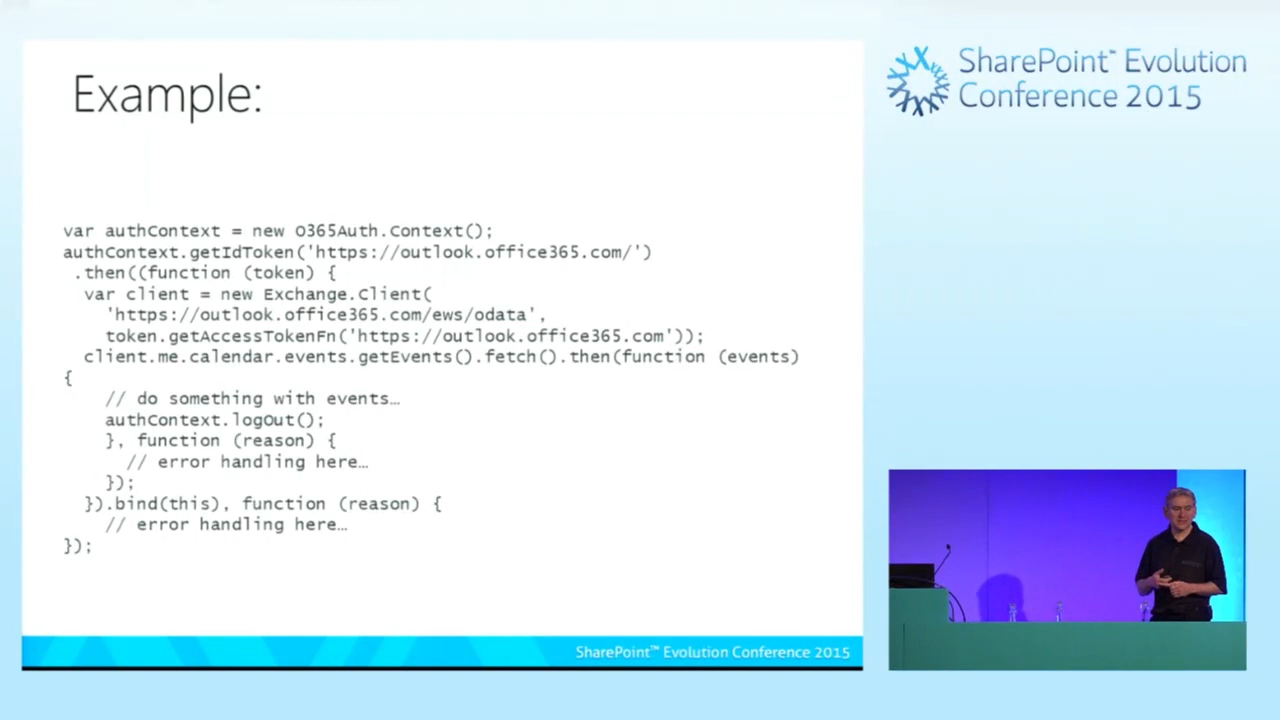 Example:
var authContext = new O365Auth.Context();
authContext.getIdToken('https://outlook.office365.com/')
.then((function (token) {
var client = new Exchange.Client(
'https://outlook.office365.com/ews/odata',
token.getAccessTokenFn('https://outlook.office365.com'));
client.me.calendar.events.getEvents().fetch().then(function (events)
{
// do something with events…
authContext.logOut();
}, function (reason) {
// error handling here…
});
}).bind(this), function (reason) {
// error handling here…
});
SharePoint™ Evolution Conference 2015
SharePoint™ Evolution
Conference 2015